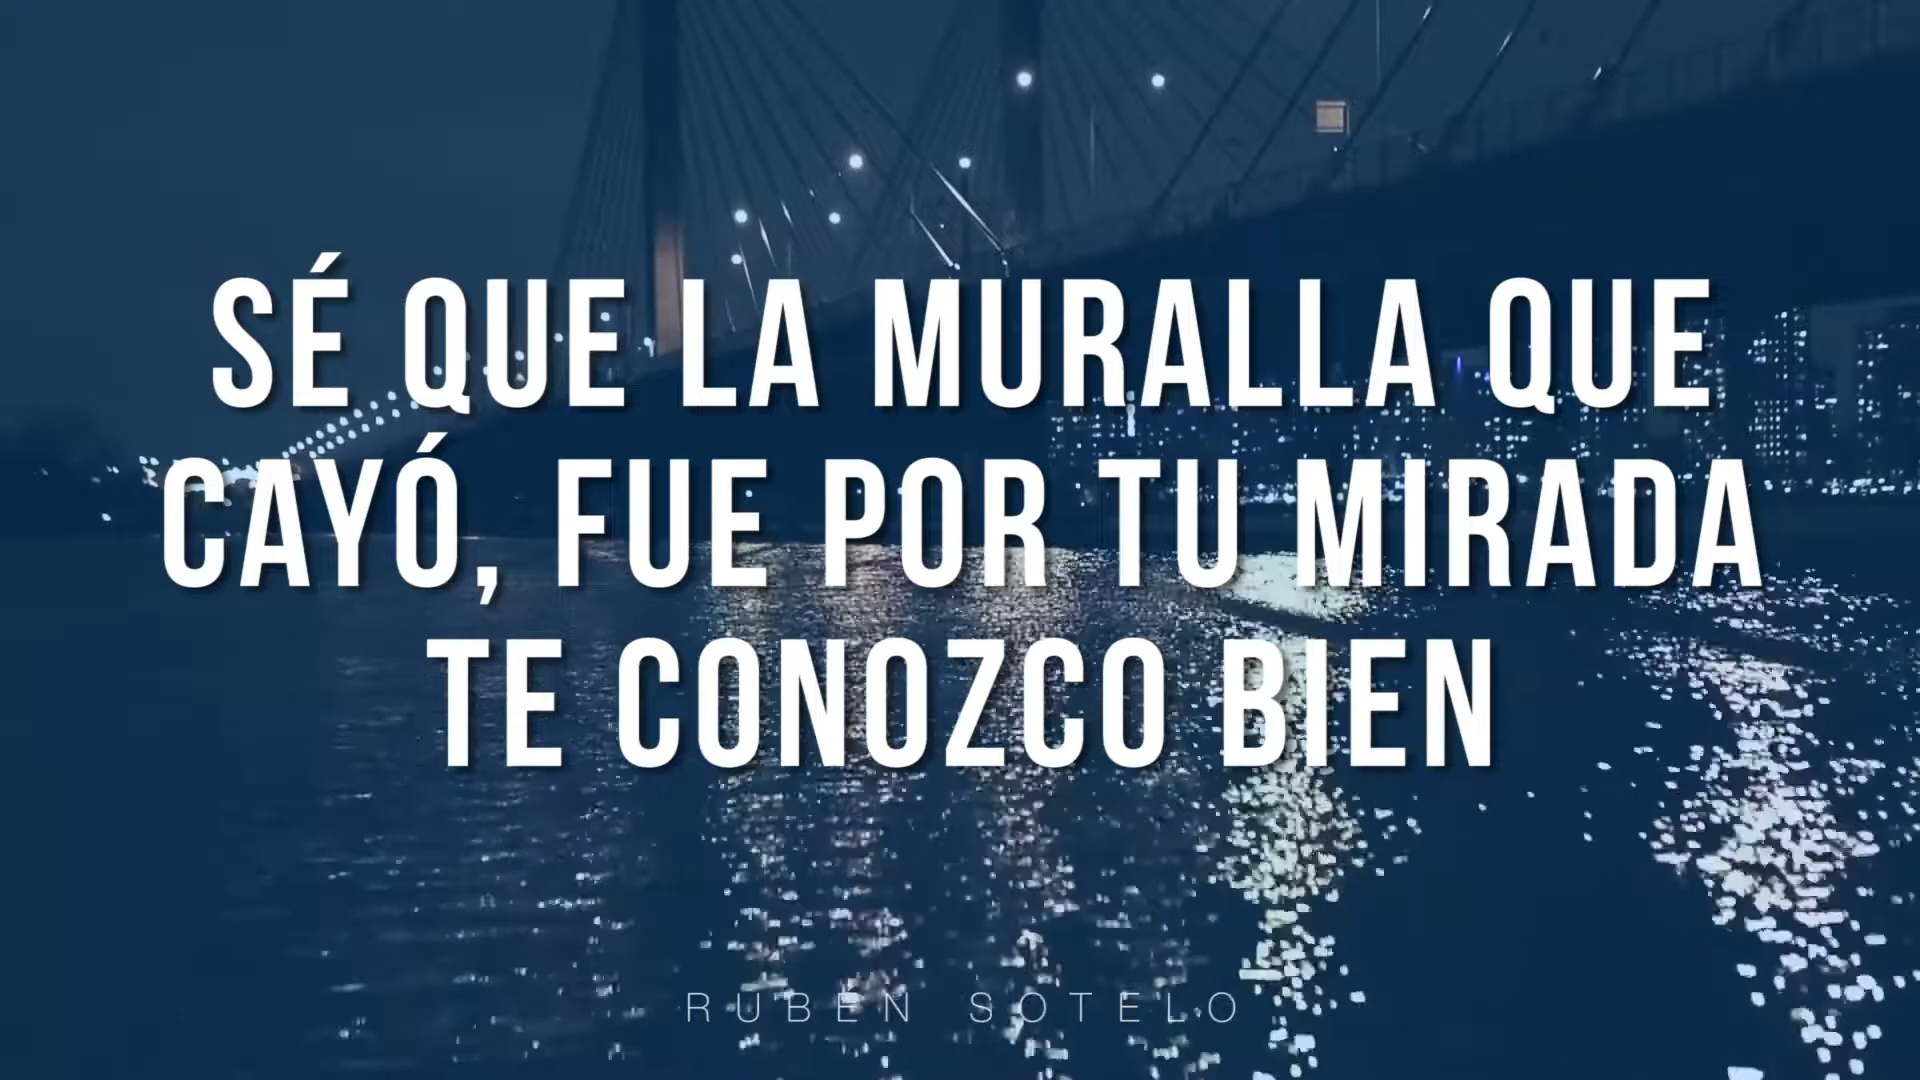 SÉ QUE LA MURALLA QUE
CAYÓ, FUE POR TU MIRADA
TE CONOZCO BIEN
RUBÉN SOTELO